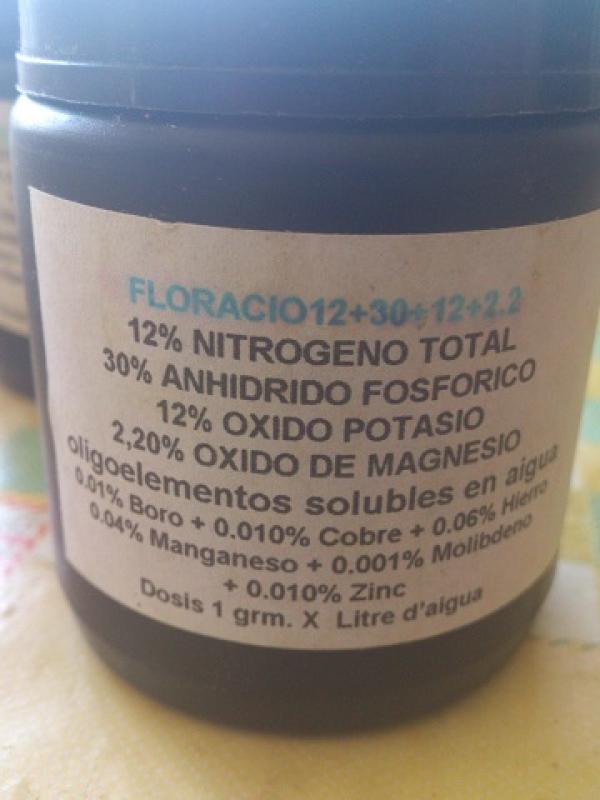 FLORACIO12+30+12+2.2
12% NITROGENO TOTAL
30% ANHIDRIDO FOSFORICO
12% OXIDO POTASIO
2,20% OXIDO DE MAGNESIO
oligoelementos solubles en aigua
0.01% Boro + 0.010% Cobre + 0.06% Hierro
0.04% Manganeso + 0.001% Molibdeno
+ 0.010% Zinc
Dosis 1 grm. X Litre d'aigua